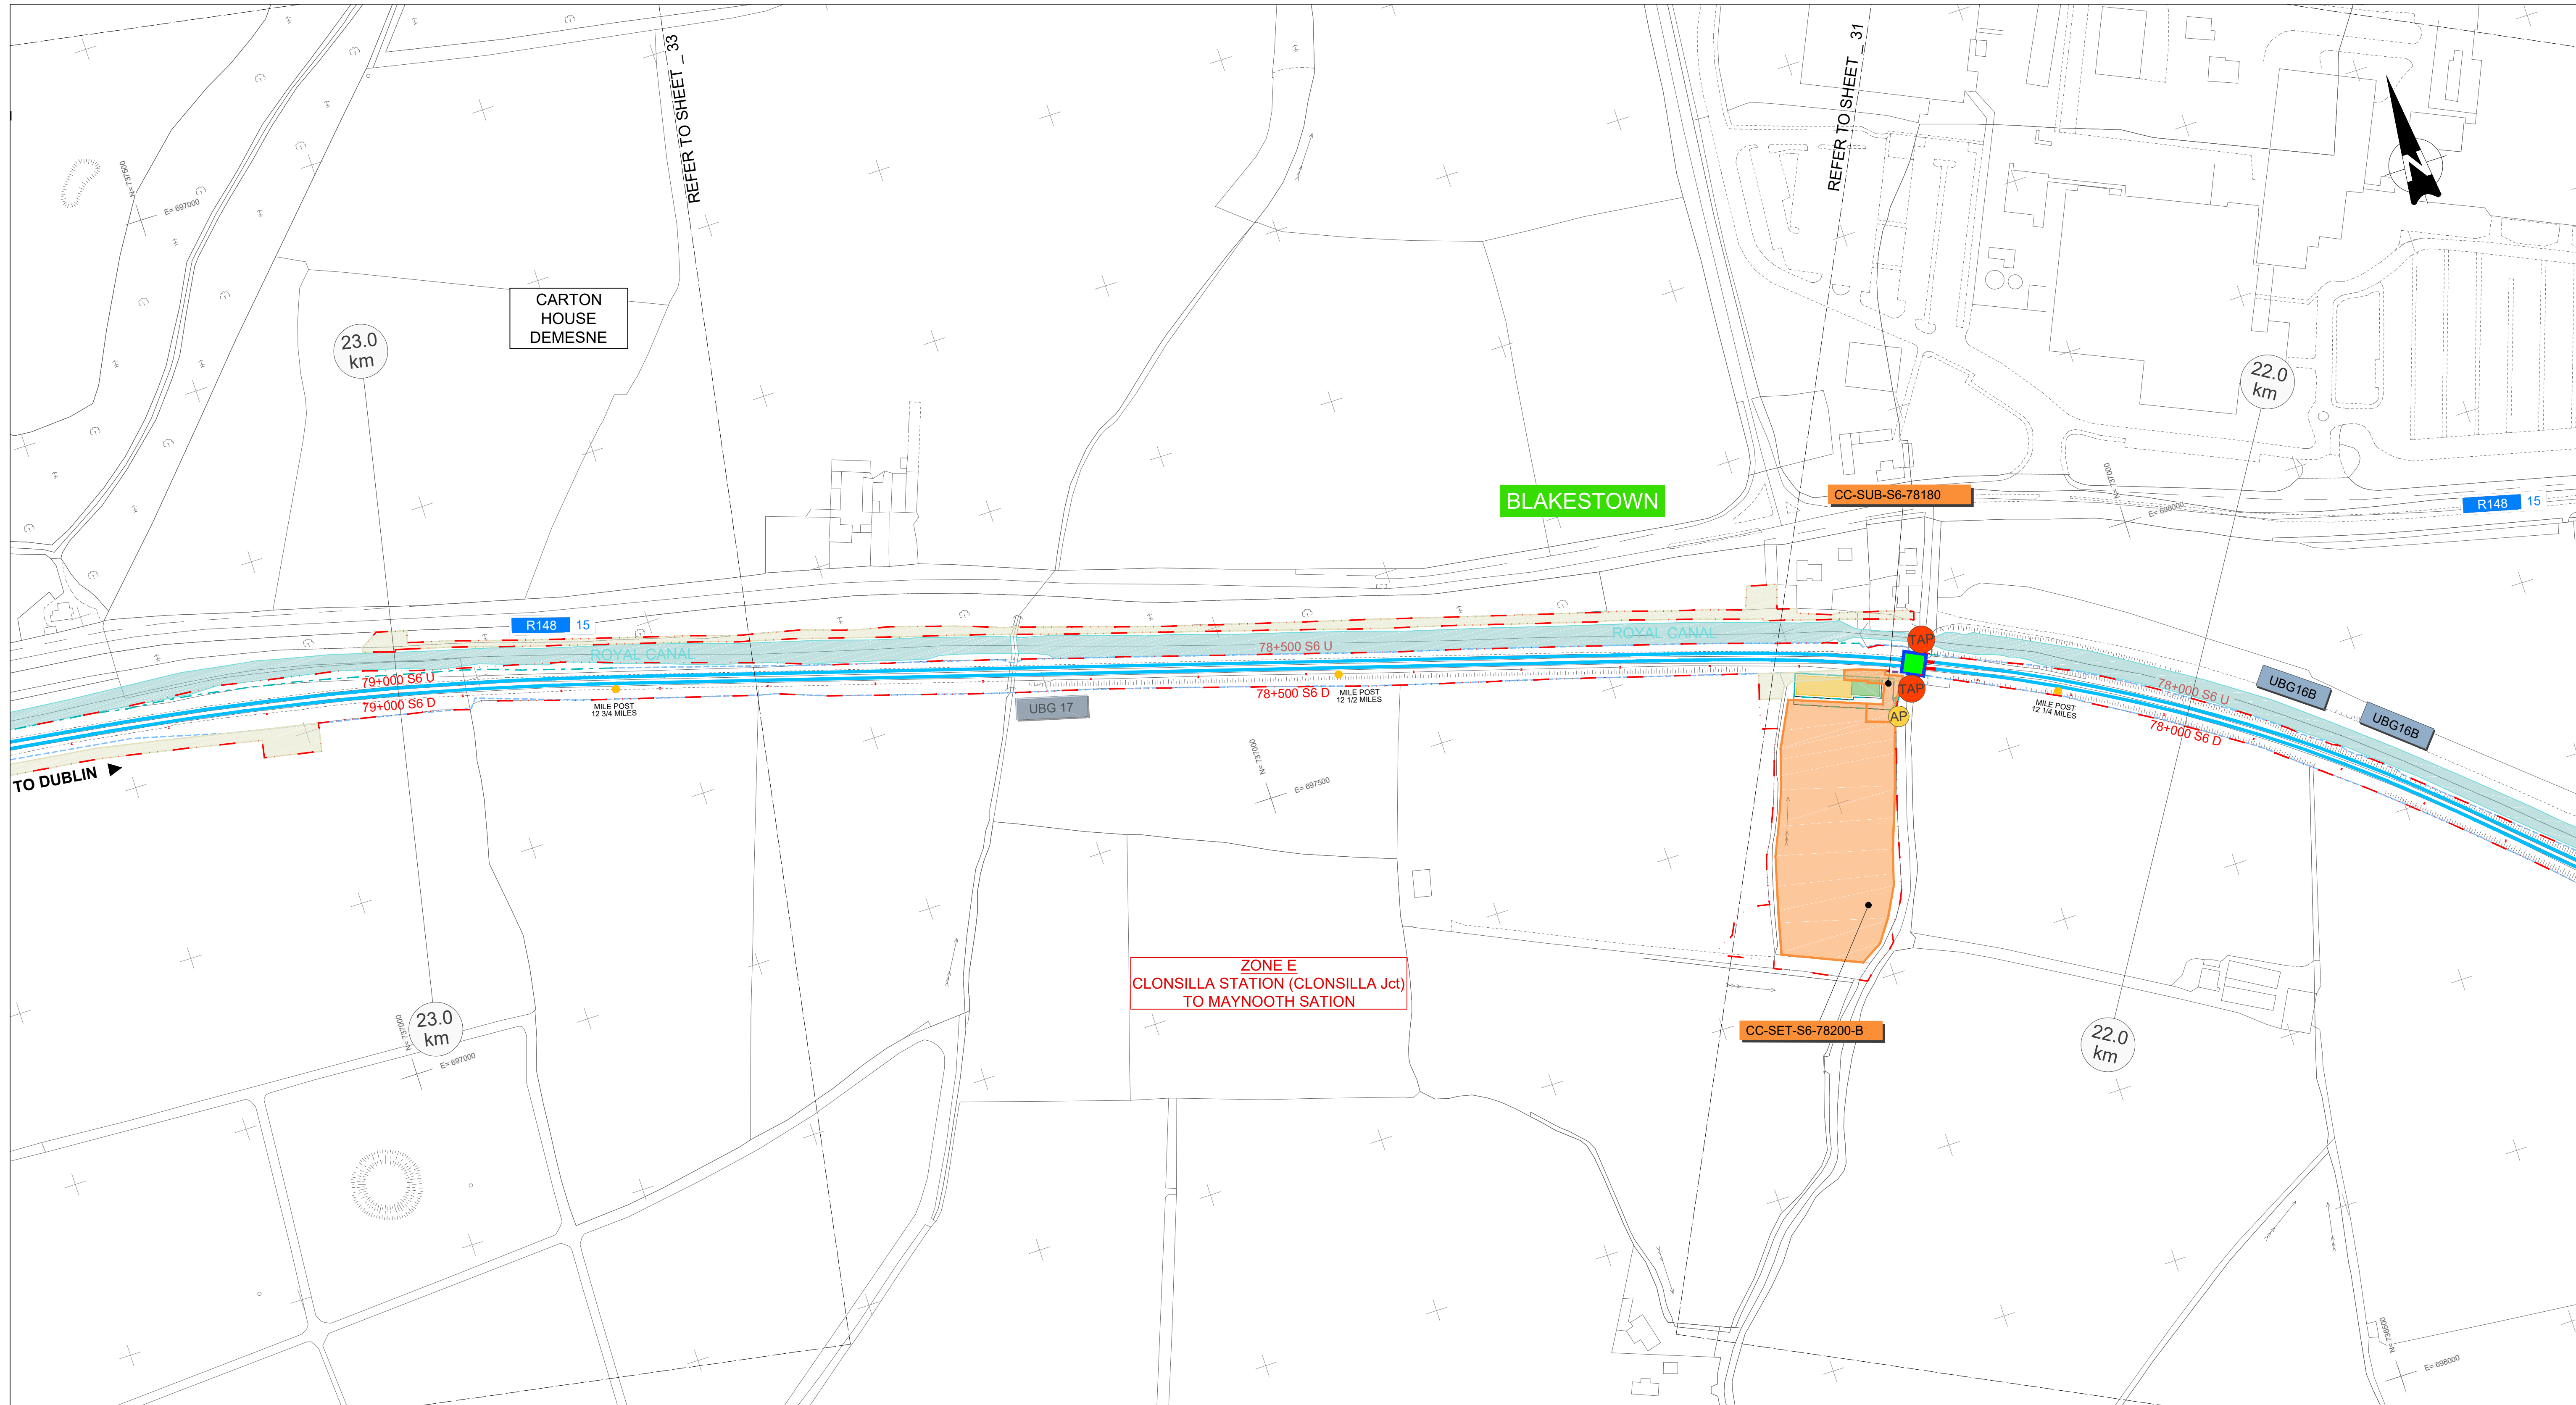 REFER TO SHEET _ 33
REFER TO SHEET _ 31
N= 737500
E= 697000
CARTON
HOUSE
DEMESNE
23.0
km
22.0
km
BLAKESTOWN
CC-SUB-S6-78180
N= 737000
E= 698000
R148 15
R148 15
ROYAL CANAL
ROYAL CANAL
78+500 S6 U
79+000 S6 U
79+000 S6 D
78+500 S6 D
MILE POST
12 3/4 MILES
MILE POST
12 1/2 MILES
UBG 17
TAP
TAP
AP
78+000 S6 U
78+000 S6 D
MILE POST
12 1/4 MILES
UBG16B
UBG16B
TO DUBLIN
N= 737000
E= 697500
ZONE E
CLONSILLA STATION (CLONSILLA Jct)
TO MAYNOOTH SATION
CC-SET-S6-78200-B
23.0
km
N= 737000
E= 697000
22.0
km
N= 736500
E= 698000